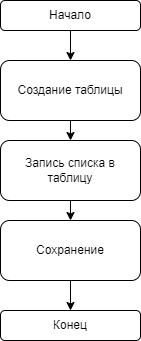 Начало
Создание таблицы
Запись списка в
таблицу
Сохранение
Конец